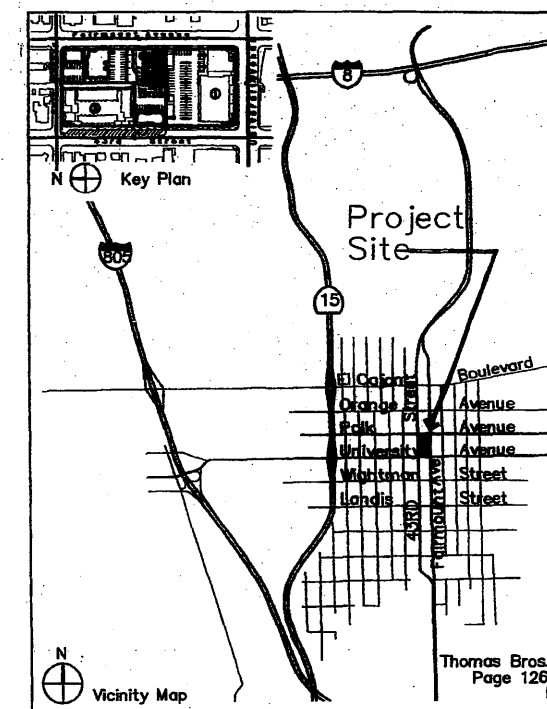 Fairmount Avenue
43rd Street
N Key Plan
8
805
15
Project
Site
El Cajon Boulevard
Orange Avenue
Polk Avenue
University Avenue
Wightman Street
Landis Street
Street
43RD
Fairmount Ave
N
Vicinity Map
Thomas Bros.
Page 126